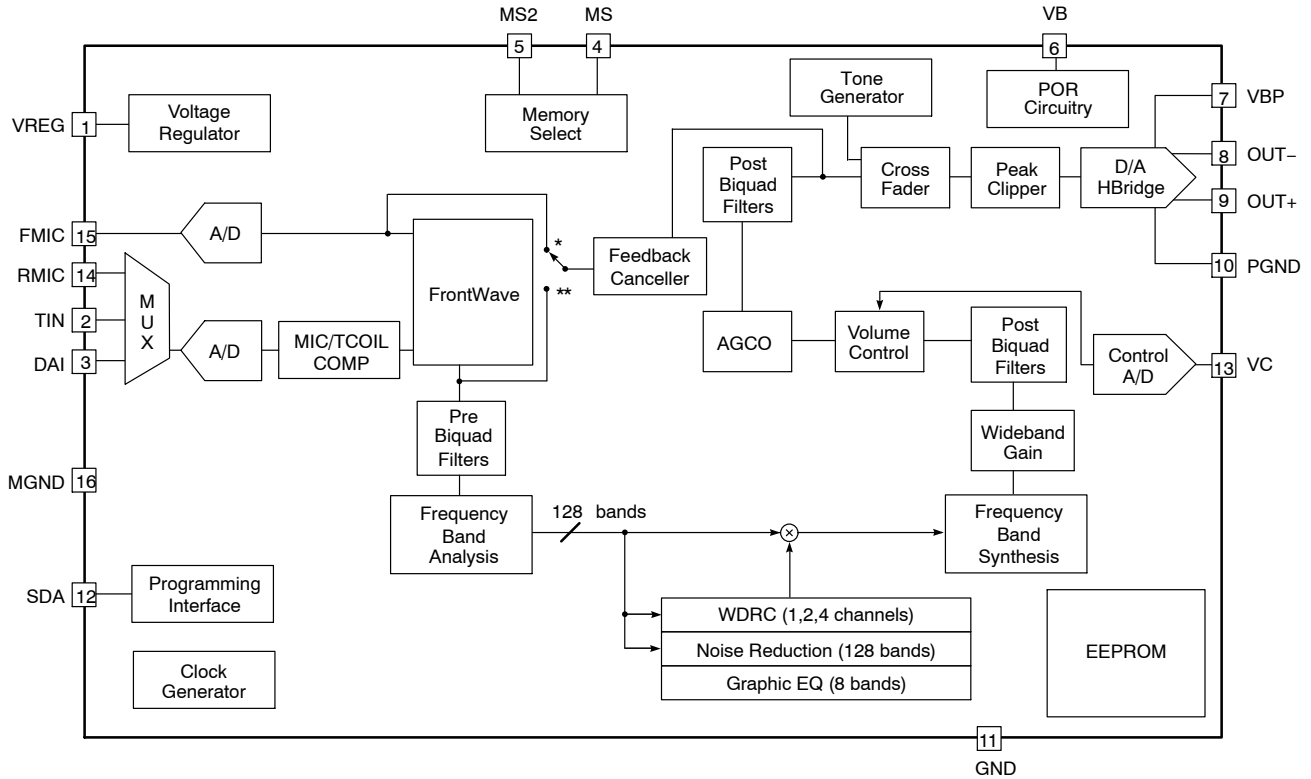 MS2
MS
VB
5
4
6
VREG
1
Voltage
Regulator
Memory
Select
Tone
Generator
POR
Circuitry
7
VBP
8
OUT−
9
OUT+
10
PGND
Post
Biquad
Filters
Cross
Fader
Peak
Clipper
D/A
HBridge
FMIC
15
A/D
RMIC
14
TIN
2
DAI
3
MUX
A/D
MIC/TCOIL
COMP
FrontWave
*
**
Feedback
Canceller
AGCO
Volume
Control
Post
Biquad
Filters
Control
A/D
13
VC
Pre
Biquad
Filters
Wideband
Gain
MGND
16
Frequency
Band
Analysis
128 bands
×
Frequency
Band
Synthesis
SDA
12
Programming
Interface
WDRC (1,2,4 channels)
Noise Reduction (128 bands)
Graphic EQ (8 bands)
EEPROM
Clock
Generator
11
GND